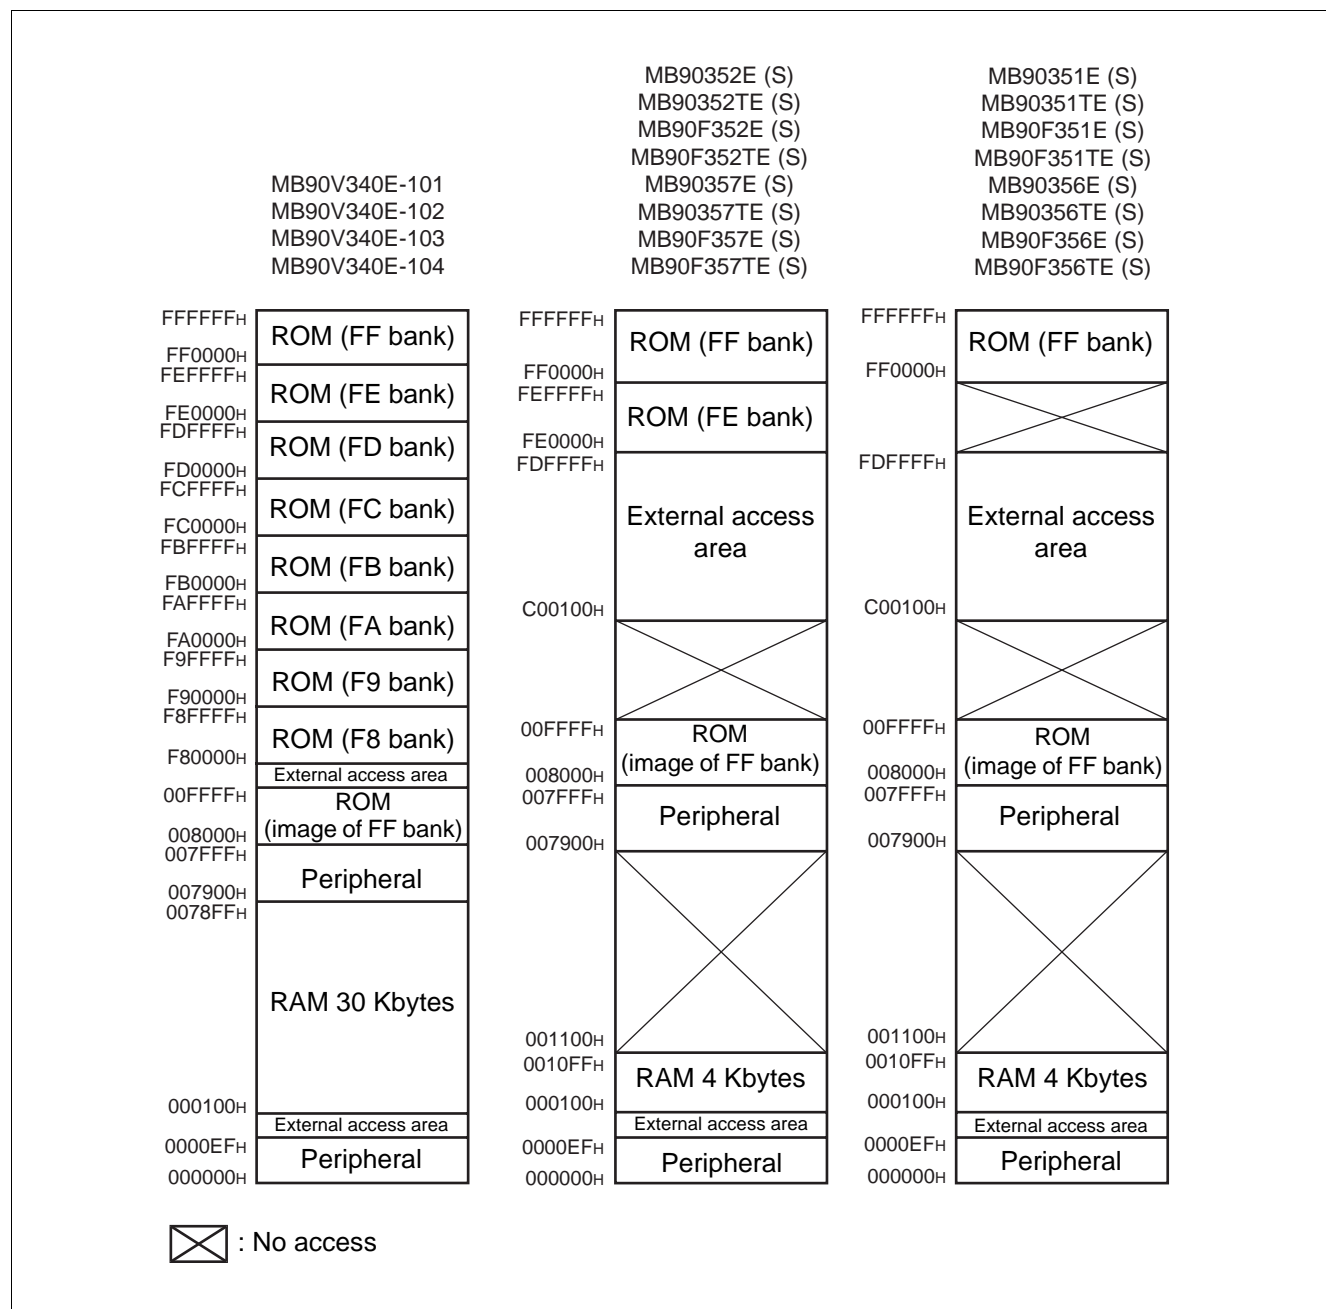 MB90V340E-101
MB90V340E-102
MB90V340E-103
MB90V340E-104
FFFFFFH
ROM (FF bank)
FF0000H
FEFFFFH
ROM (FE bank)
FE0000H
FDFFFFH
ROM (FD bank)
FD0000H
FCFFFFH
ROM (FC bank)
FC0000H
FBFFFFH
ROM (FB bank)
FB0000H
FAFFFFH
ROM (FA bank)
FA0000H
F9FFFFH
ROM (F9 bank)
F90000H
F8FFFFH
ROM (F8 bank)
F80000H
External access area
00FFFFH
ROM
(image of FF bank)
008000H
007FFFH
Peripheral
007900H
0078FFH
RAM 30 Kbytes
000100H
External access area
0000EFH
Peripheral
000000H
MB90352E (S)
MB90352TE (S)
MB90F352E (S)
MB90F352TE (S)
MB90357E (S)
MB90357TE (S)
MB90F357E (S)
MB90F357TE (S)
FFFFFFH
ROM (FF bank)
FF0000H
FEFFFFH
ROM (FE bank)
FE0000H
FDFFFFH
External access
area
C00100H
00FFFFH
ROM
(image of FF bank)
008000H
007FFFH
Peripheral
007900H
001100H
0010FFH
RAM 4 Kbytes
000100H
External access area
0000EFH
Peripheral
000000H
MB90351E (S)
MB90351TE (S)
MB90F351E (S)
MB90F351TE (S)
MB90356E (S)
MB90356TE (S)
MB90F356E (S)
MB90F356TE (S)
FFFFFFH
ROM (FF bank)
FF0000H
FDFFFFH
External access
area
C00100H
00FFFFH
ROM
(image of FF bank)
008000H
007FFFH
Peripheral
007900H
001100H
0010FFH
RAM 4 Kbytes
000100H
External access area
0000EFH
Peripheral
000000H
: No access